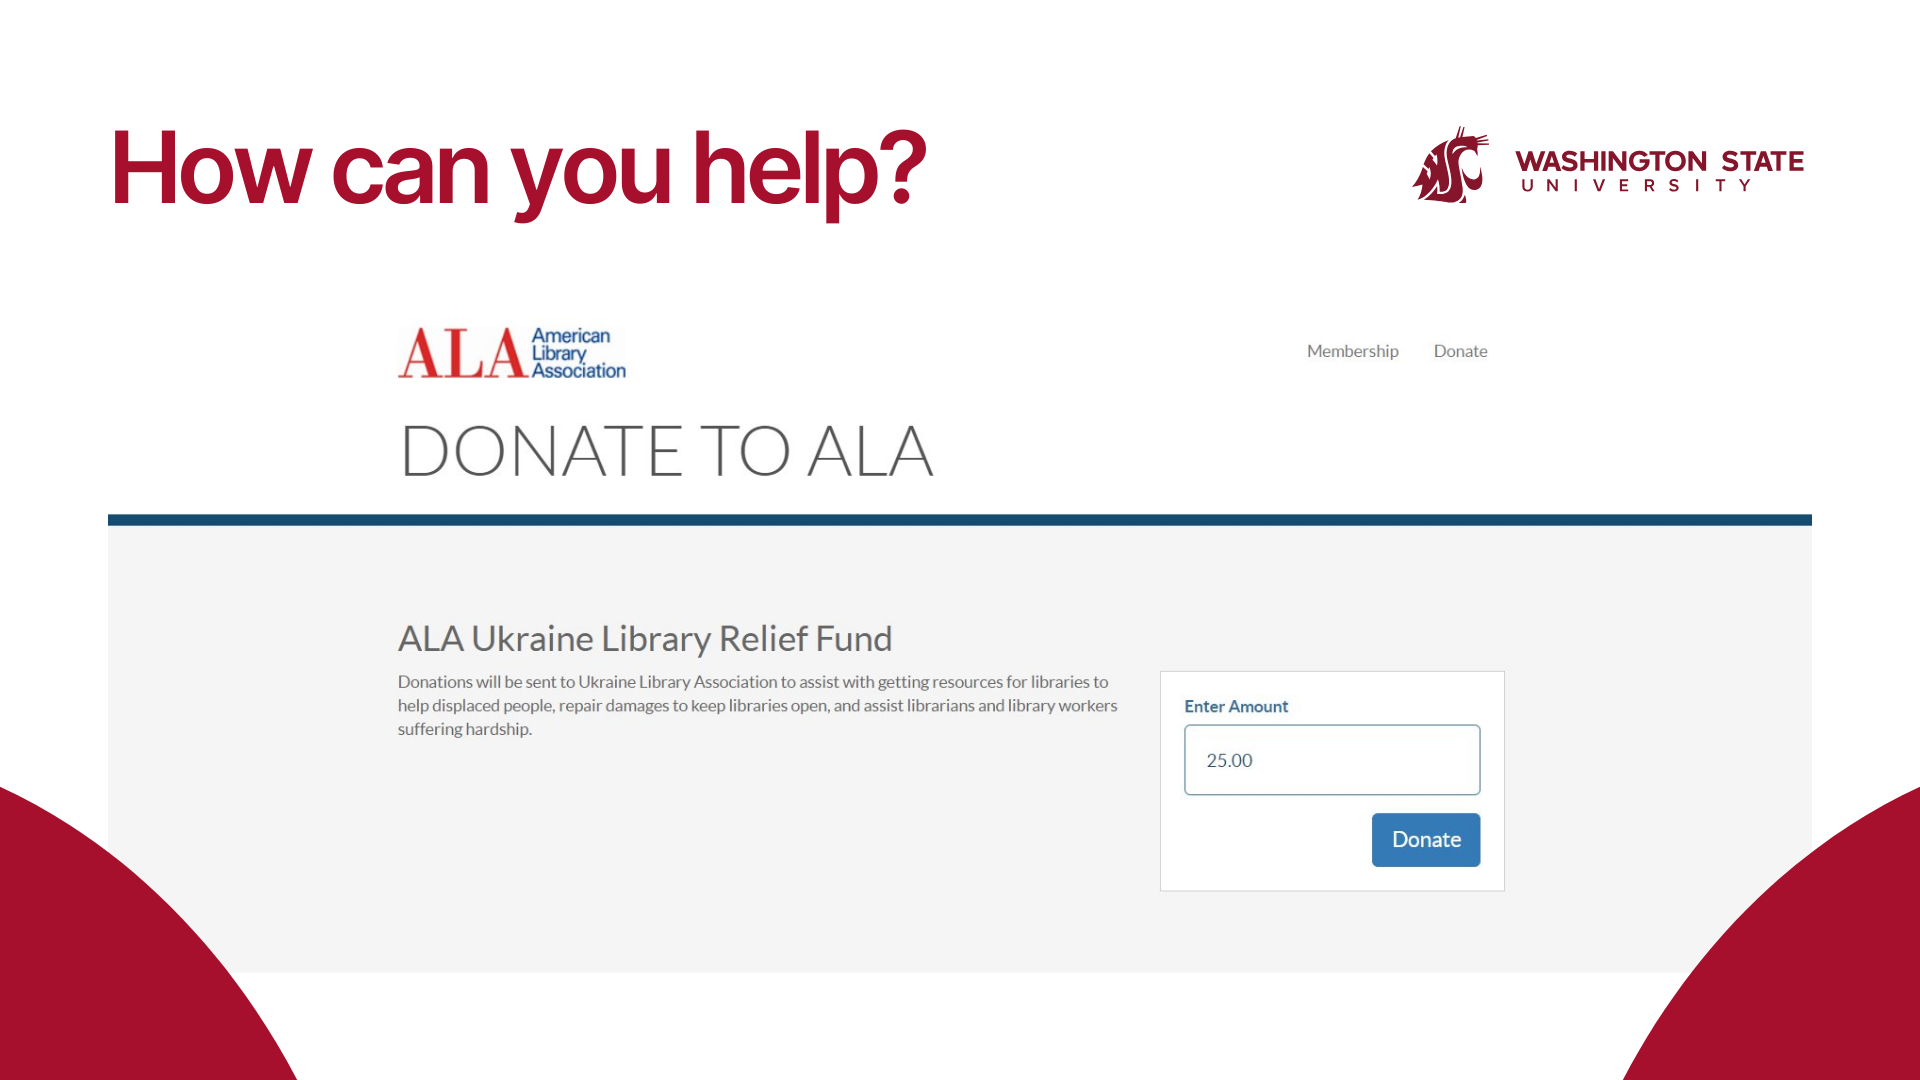 How can you help?
WASHINGTON STATE
UNIVERSITY
ALA American
Library
Association
Membership Donate
DONATE TO ALA
ALA Ukraine Library Relief Fund
Donations will be sent to Ukraine Library Association to assist with getting resources for libraries to
help displaced people, repair damages to keep libraries open, and assist librarians and library workers
suffering hardship.
Enter Amount
25.00
Donate